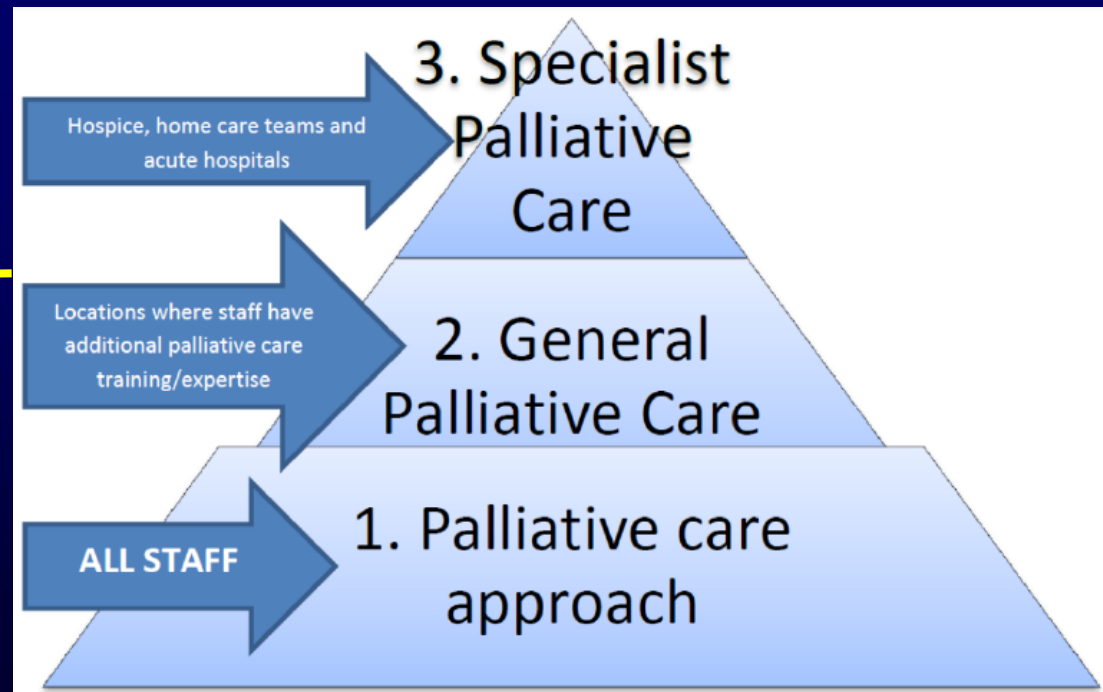 3. Specialist
Palliative
Care
Hospice, home care teams and
acute hospitals
2. General
Palliative Care
Locations where staff have
additional palliative care
training/expertise
1. Palliative care
approach
ALL STAFF